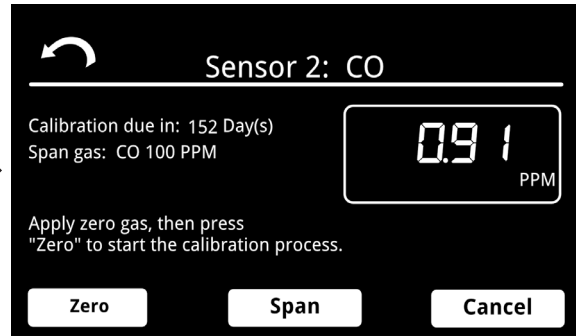 Sensor 2: CO
Calibration due in: 152 Day(s)
Span gas: CO 100 PPM
0.91
PPM
Apply zero gas, then press
"Zero" to start the calibration process.
Zero
Span
Cancel